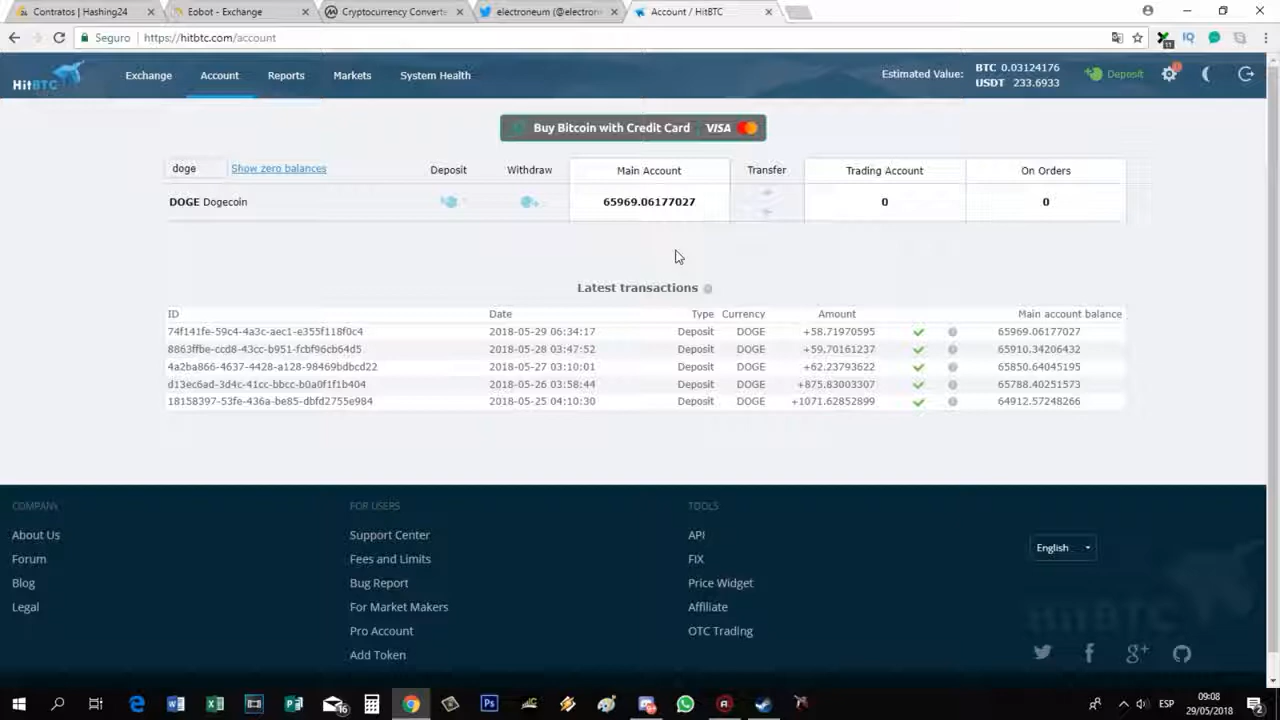 Contratos | Hashing24
Eobot - Exchange
Cryptocurrency Converte
electroneum (@electron
Account / HitBTC
Seguro https://hitbtc.com/account
HitBTC Exchange Account Reports Markets System Health Estimated Value: BTC 0.03124176 Deposit
USDT 233.6933
Buy Bitcoin with Credit Card VISA
doge Show zero balances Deposit Withdraw Main Account Transfer Trading Account On Orders
DOGE Dogecoin 65969.06177027 0 0
Latest transactions
ID Date Type Currency Amount Main account balance
74f141fe-59c4-4a3c-aec1-e355f118f0c4 2018-05-29 06:34:17 Deposit DOGE +58.71970595 65969.06177027
8863ffbe-ccd8-43cc-b951-fcbf96cb64d5 2018-05-28 03:47:52 Deposit DOGE +59.70161237 65910.34206432
4a2ba866-4637-4428-a128-98469bdbcd22 2018-05-27 03:10:01 Deposit DOGE +62.23793622 65850.64045195
d13ec6ad-3d4c-41cc-bbcc-b0a0f1f1b404 2018-05-26 03:58:44 Deposit DOGE +875.83003307 65788.40251573
18158397-53fe-436a-be85-dbfd2755e984 2018-05-25 04:10:30 Deposit DOGE +1071.62852899 64912.57248266
COMPANY FOR USERS TOOLS
About Us Support Center API
English
Forum Fees and Limits FIX
Blog Bug Report Price Widget
Legal For Market Makers Affiliate
HitBTC
Pro Account OTC Trading
Add Token
ESP 09:08
29/05/2018